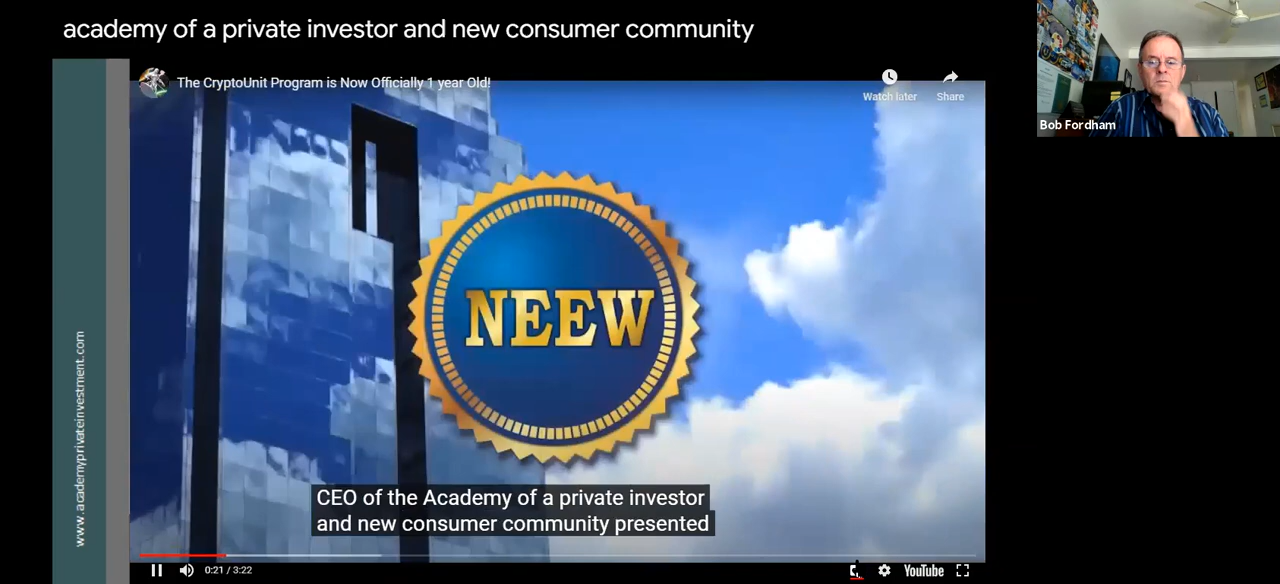 academy of a private investor and new consumer community
Bob Fordham
The CryptoUnit Program is Now Officially 1 year Old!
Watch later
Share
NEEW
www.academyprivateinvestment.com
CEO of the Academy of a private investor
and new consumer community presented
0:21 / 3:22
YouTube